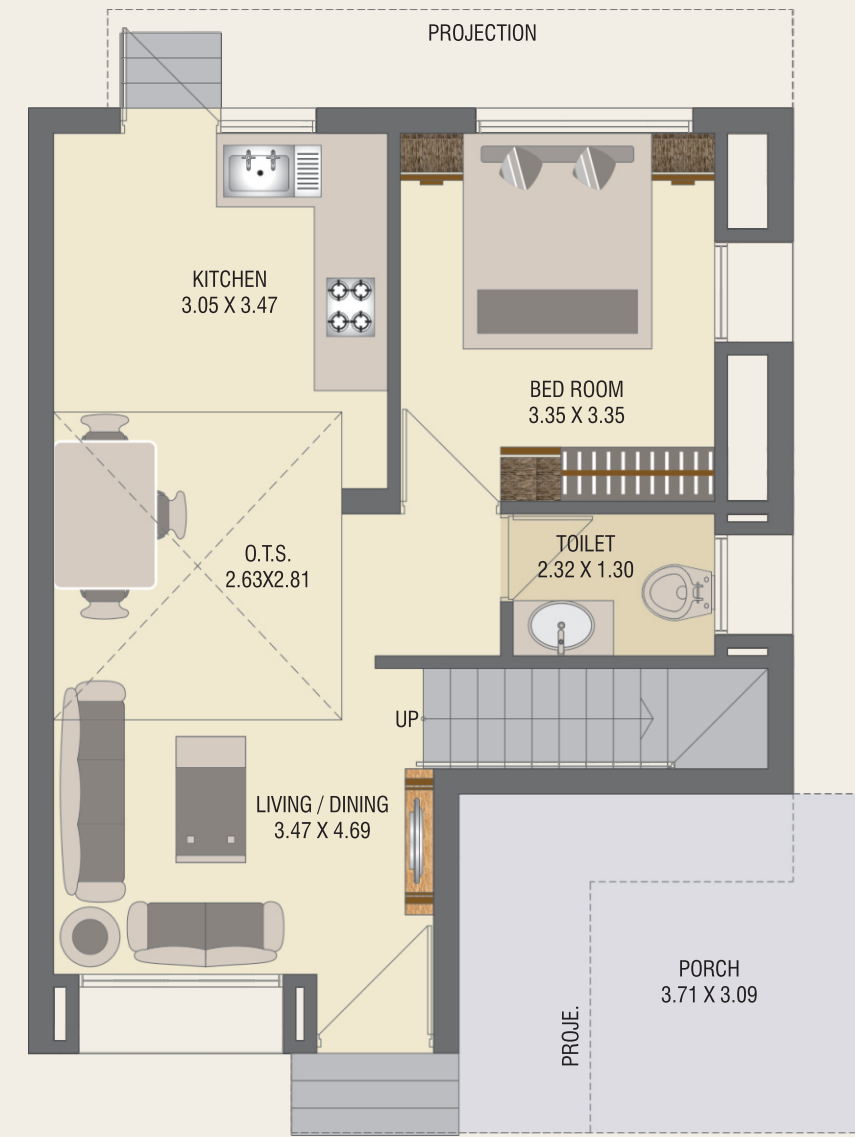 PROJECTION
KITCHEN
3.05 X 3.47
BED ROOM
3.35 X 3.35
O.T.S.
2.63X2.81
TOILET
2.32 X 1.30
UP
LIVING / DINING
3.47 X 4.69
PORCH
3.71 X 3.09
PROJE.